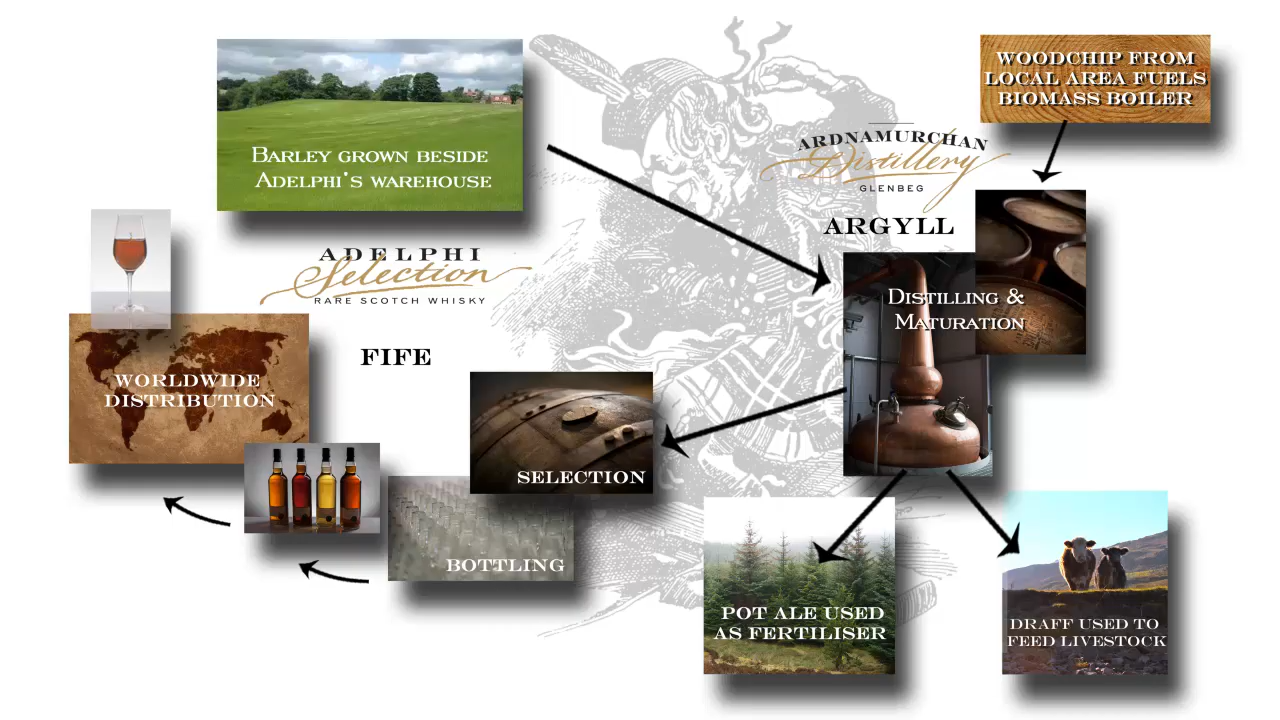 BARLEY GROWN BESIDE
ADELPHI'S WAREHOUSE
WOODCHIP FROM
LOCAL AREA FUELS
BIOMASS BOILER
ARDNAMURCHAN
Distillery
GLENBEG
ARGYLL
ADELPHI
Selection
RARE SCOTCH WHISKY
FIFE
DISTILLING &
MATURATION
WORLDWIDE
DISTRIBUTION
SELECTION
BOTTLING
POT ALE USED
AS FERTILISER
DRAFF USED TO
FEED LIVESTOCK